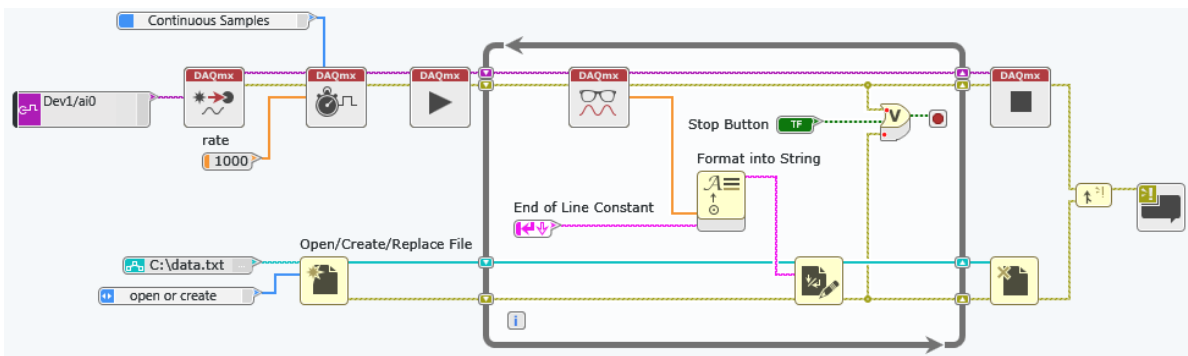 Continuous Samples
DAQmx
DAQmx
DAQmx
DAQmx
DAQmx
Dev1/ai0
rate
1000
Stop Button
TF
V
Format into String
A
End of Line Constant
Open/Create/Replace File
C:\data.txt
open or create
i